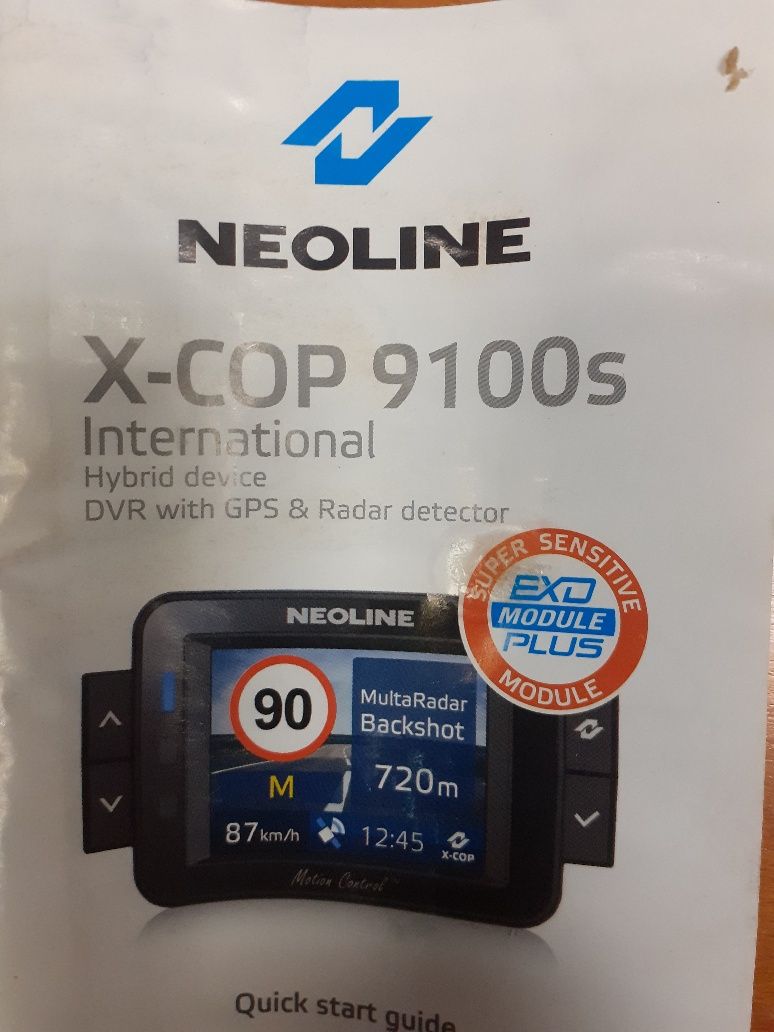 NEOLINE
X-COP 9100s
International
Hybrid device
DVR with GPS & Radar detector
SUPER SENSITIVE
EXD
MODULE
PLUS
MODULE
NEOLINE
90
MultaRadar
Backshot
M
720m
87km/h
12:45
X-COP
Motion Control™
Quick start guide